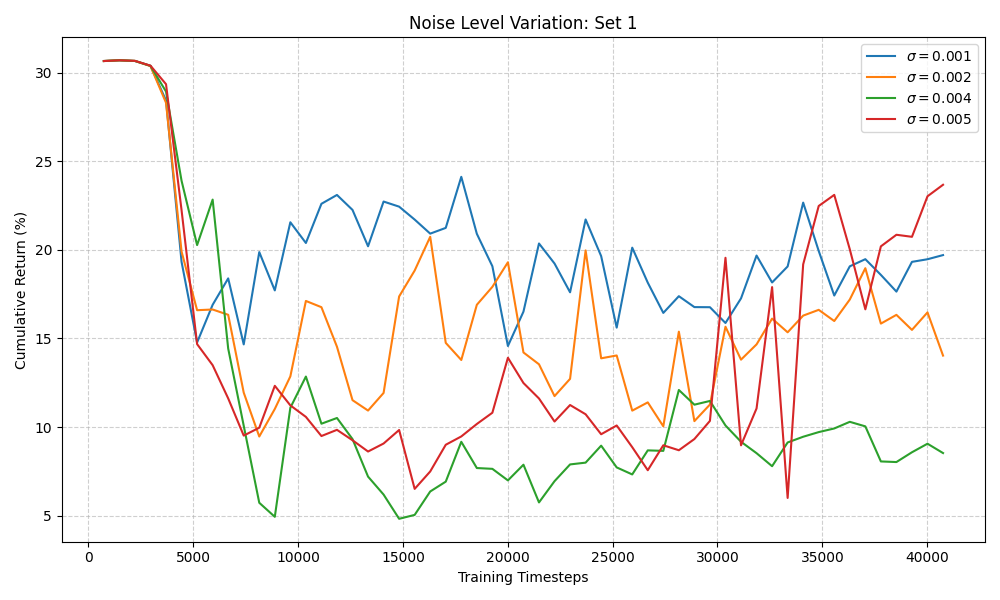 Noise Level Variation: Set 1
σ = 0.001
σ = 0.002
σ = 0.004
σ = 0.005
30
25
20
15
10
5
Cumulative Return (%)
0 5000 10000 15000 20000 25000 30000 35000 40000
Training Timesteps